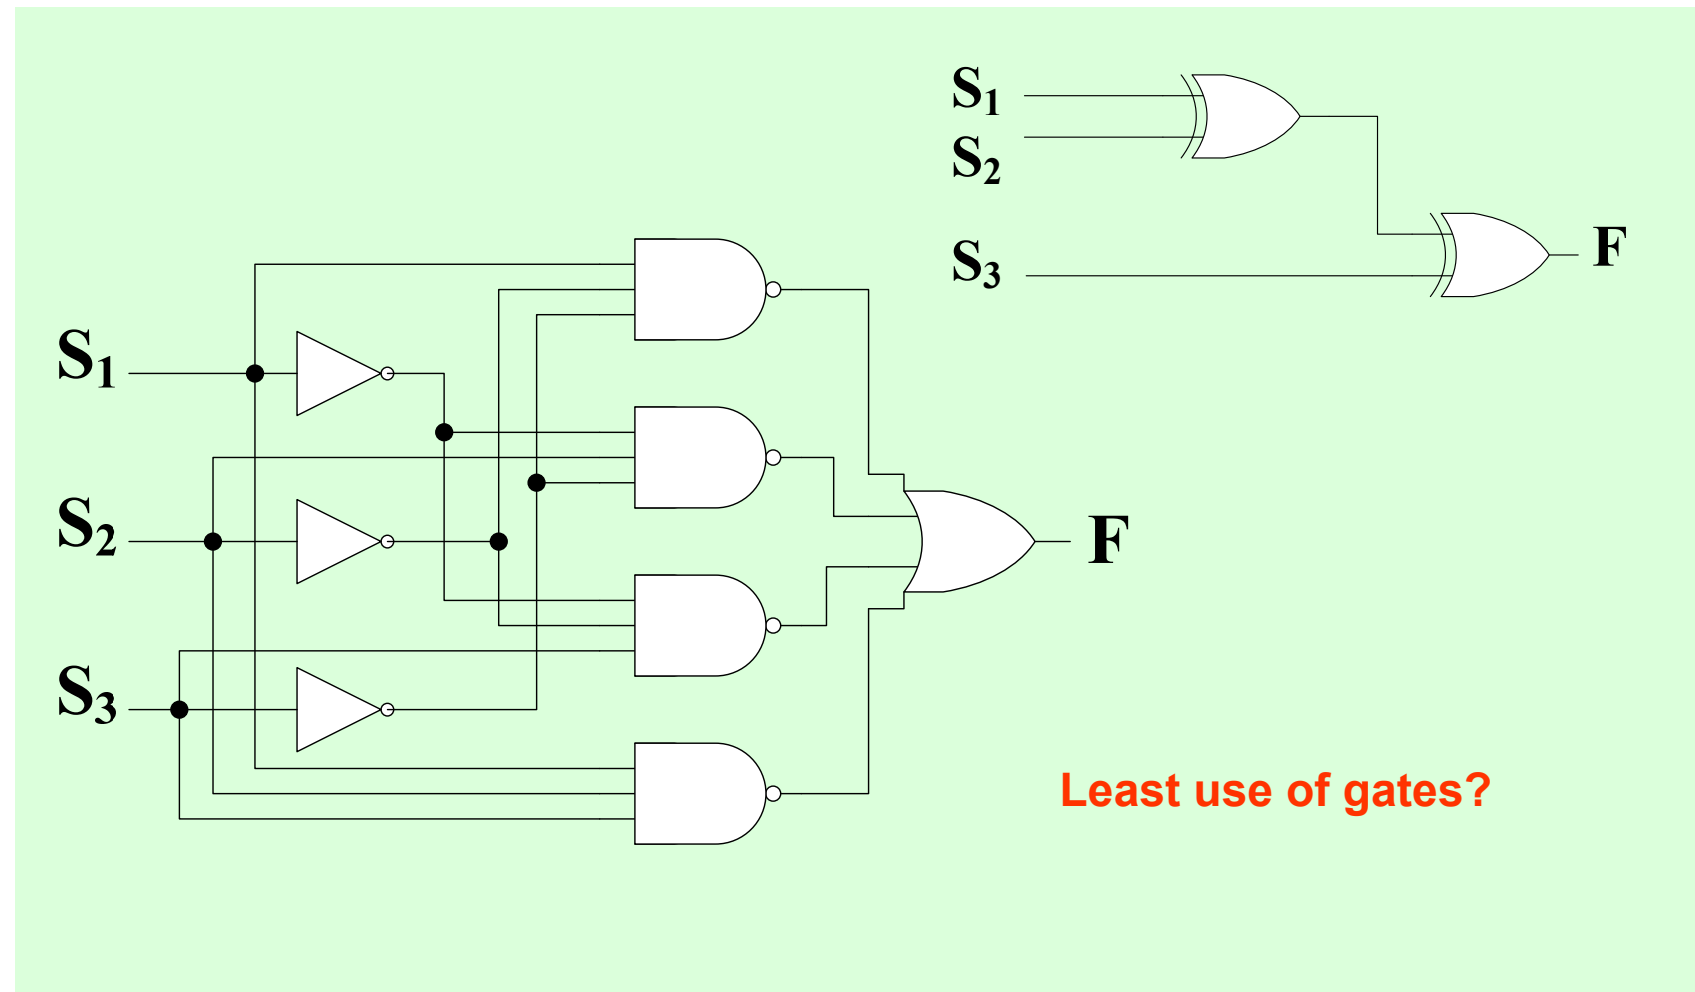 S1
S2
S3
F
S1
S2
S3
F
Least use of gates?